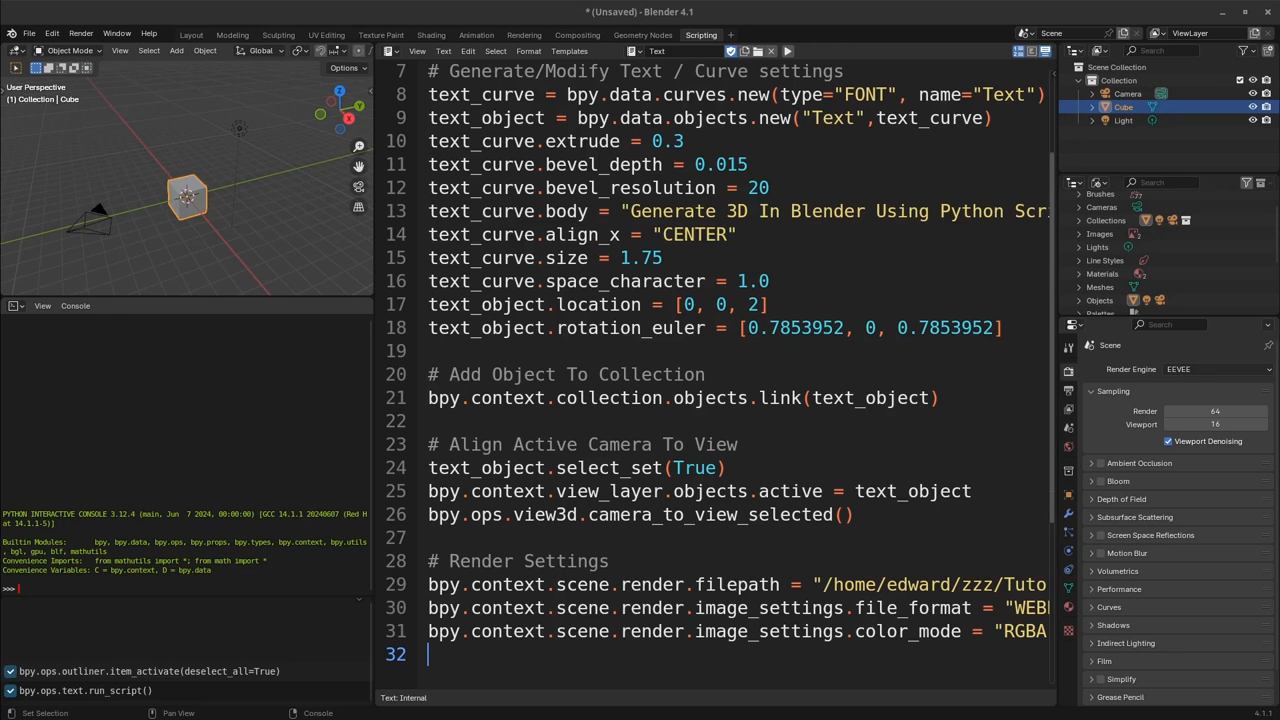 * (Unsaved) - Blender 4.1
File Edit Render Window Help Layout Modeling Sculpting UV Editing Texture Paint Shading Animation Rendering Compositing Geometry Nodes Scripting + Scene ViewLayer
Object Mode View Select Add Object Global
Options
User Perspective
(1) Collection | Cube
Z
Y
X
View Console
PYTHON INTERACTIVE CONSOLE 3.12.4 (main, Jun  7 2024, 00:00:00) [GCC 14.1.1 20240607 (Red H
at 14.1.1-5)]
Builtin Modules:       bpy, bpy.data, bpy.ops, bpy.props, bpy.types, bpy.context, bpy.utils
, bgl, gpu, blf, mathutils
Convenience Imports:   from mathutils import *; from math import *
Convenience Variables: C = bpy.context, D = bpy.data
>>>
bpy.ops.outliner.item_activate(deselect_all=True)
bpy.ops.text.run_script()
View Text Edit Select Format Templates Text
7 # Generate/Modify Text / Curve settings
8 text_curve = bpy.data.curves.new(type="FONT", name="Text")
9 text_object = bpy.data.objects.new("Text",text_curve)
10 text_curve.extrude = 0.3
11 text_curve.bevel_depth = 0.015
12 text_curve.bevel_resolution = 20
13 text_curve.body = "Generate 3D In Blender Using Python Scri
14 text_curve.align_x = "CENTER"
15 text_curve.size = 1.75
16 text_curve.space_character = 1.0
17 text_object.location = [0, 0, 2]
18 text_object.rotation_euler = [0.7853952, 0, 0.7853952]
19
20 # Add Object To Collection
21 bpy.context.collection.objects.link(text_object)
22
23 # Align Active Camera To View
24 text_object.select_set(True)
25 bpy.context.view_layer.objects.active = text_object
26 bpy.ops.view3d.camera_to_view_selected()
27
28 # Render Settings
29 bpy.context.scene.render.filepath = "/home/edward/zzz/Tuto
30 bpy.context.scene.render.image_settings.file_format = "WEB
31 bpy.context.scene.render.image_settings.color_mode = "RGBA
32
Text: Internal
Search
Scene Collection
Collection
Camera
Cube
Light
Search
Brushes
Cameras
Collections
Images 2
Lights
Line Styles
Materials 2
Meshes
Objects
Palettes
Search
Scene
Render Engine EEVEE
Sampling
Render 64
Viewport 16
Viewport Denoising
Ambient Occlusion
Bloom
Depth of Field
Subsurface Scattering
Screen Space Reflections
Motion Blur
Volumetrics
Performance
Curves
Shadows
Indirect Lighting
Film
Simplify
Grease Pencil
Set Selection Pan View Console 4.1.1